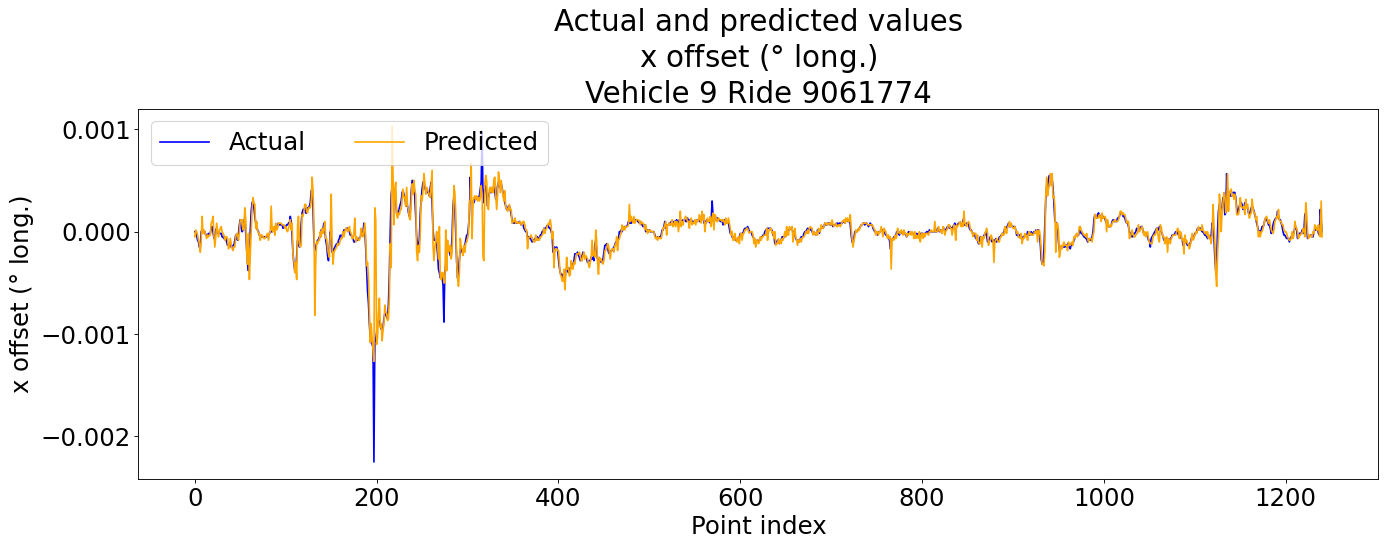 Actual and predicted values
x offset (° long.)
Vehicle 9 Ride 9061774
Actual
Predicted
0.001
0.000
−0.001
−0.002
x offset (° long.)
0 200 400 600 800 1000 1200
Point index